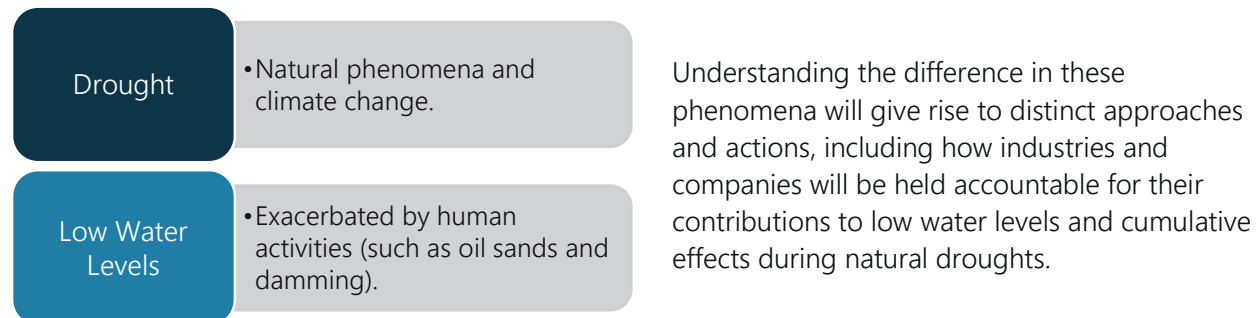 Drought
•Natural phenomena and
climate change.
Low Water
Levels
•Exacerbated by human
activities (such as oil sands and
damming).
Understanding the difference in these
phenomena will give rise to distinct approaches
and actions, including how industries and
companies will be held accountable for their
contributions to low water levels and cumulative
effects during natural droughts.